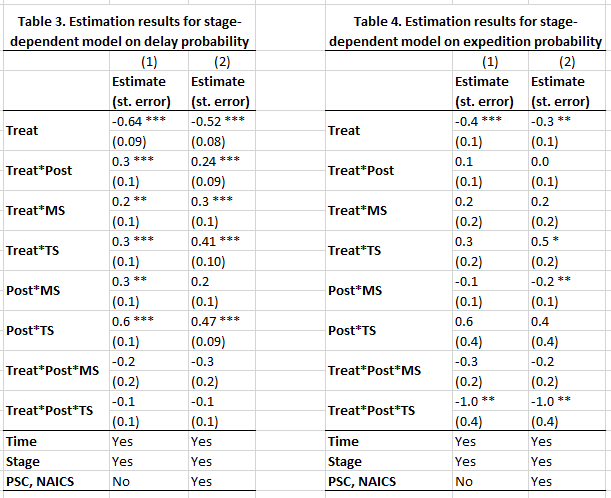 Table 3. Estimation results for stage-
dependent model on delay probability
(1) (2)
Estimate Estimate
(st. error) (st. error)
Treat -0.64 *** -0.52 ***
(0.09) (0.08)
Treat*Post 0.3 *** 0.24 ***
(0.1) (0.09)
Treat*MS 0.2 ** 0.3 ***
(0.1) (0.1)
Treat*TS 0.3 *** 0.41 ***
(0.1) (0.10)
Post*MS 0.3 ** 0.2
(0.1) (0.1)
Post*TS 0.6 *** 0.47 ***
(0.1) (0.09)
Treat*Post*MS -0.2 -0.3
(0.2) (0.2)
Treat*Post*TS -0.1 -0.1
(0.1) (0.1)
Time Yes Yes
Stage Yes Yes
PSC, NAICS No Yes
Table 4. Estimation results for stage-
dependent model on expedition probability
(1) (2)
Estimate Estimate
(st. error) (st. error)
Treat -0.4 *** -0.3 **
(0.1) (0.1)
Treat*Post 0.1 0.0
(0.1) (0.1)
Treat*MS 0.2 0.2
(0.2) (0.2)
Treat*TS 0.3 0.5 *
(0.2) (0.2)
Post*MS -0.1 -0.2 **
(0.1) (0.1)
Post*TS 0.6 0.4
(0.4) (0.4)
Treat*Post*MS -0.3 -0.2
(0.2) (0.2)
Treat*Post*TS -1.0 ** -1.0 **
(0.4) (0.4)
Time Yes Yes
Stage Yes Yes
PSC, NAICS No Yes